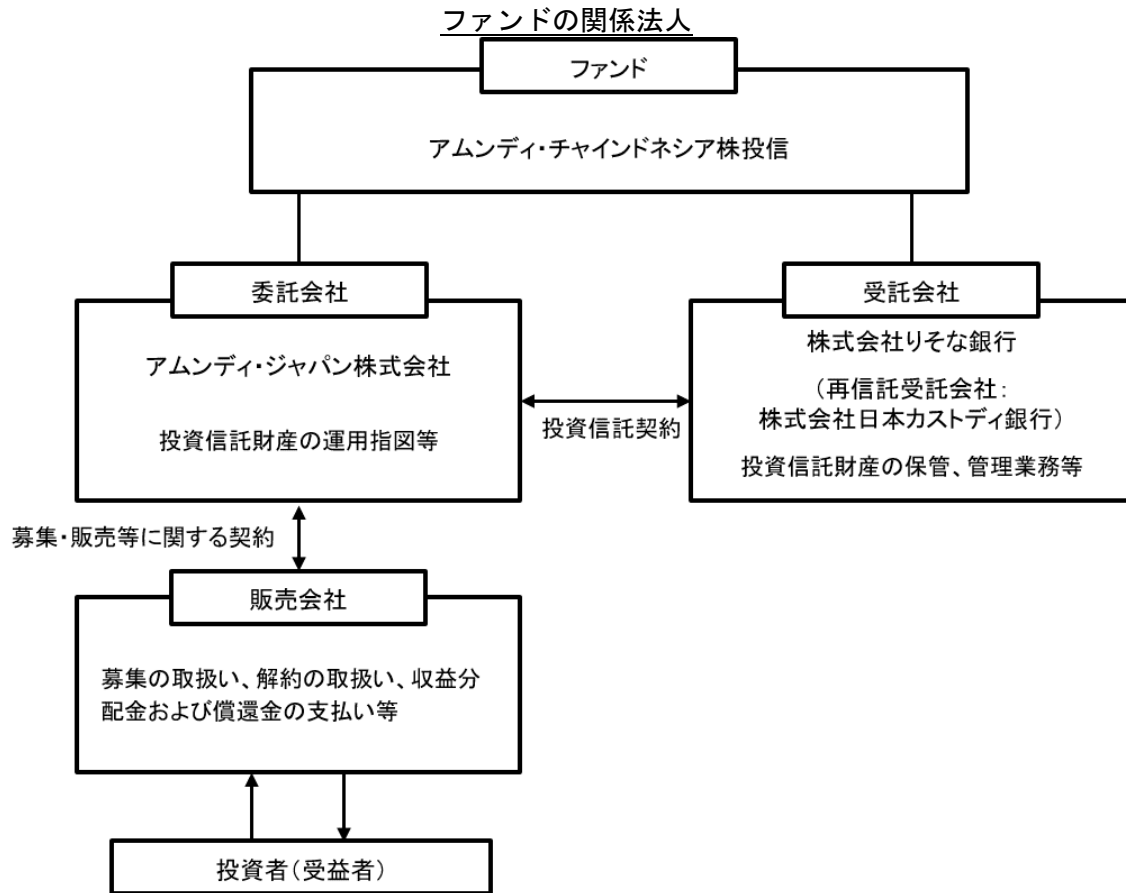 ファンドの関係法人
ファンド
アムンディ・チャインドネシア株投信
委託会社
アムンディ・ジャパン株式会社
投資信託財産の運用指図等
投資信託契約
受託会社
株式会社りそな銀行
（再信託受託会社：
株式会社日本カストディ銀行）
投資信託財産の保管、管理業務等
募集・販売等に関する契約
販売会社
募集の取扱い、解約の取扱い、収益分
配金および償還金の支払い等
投資者（受益者）